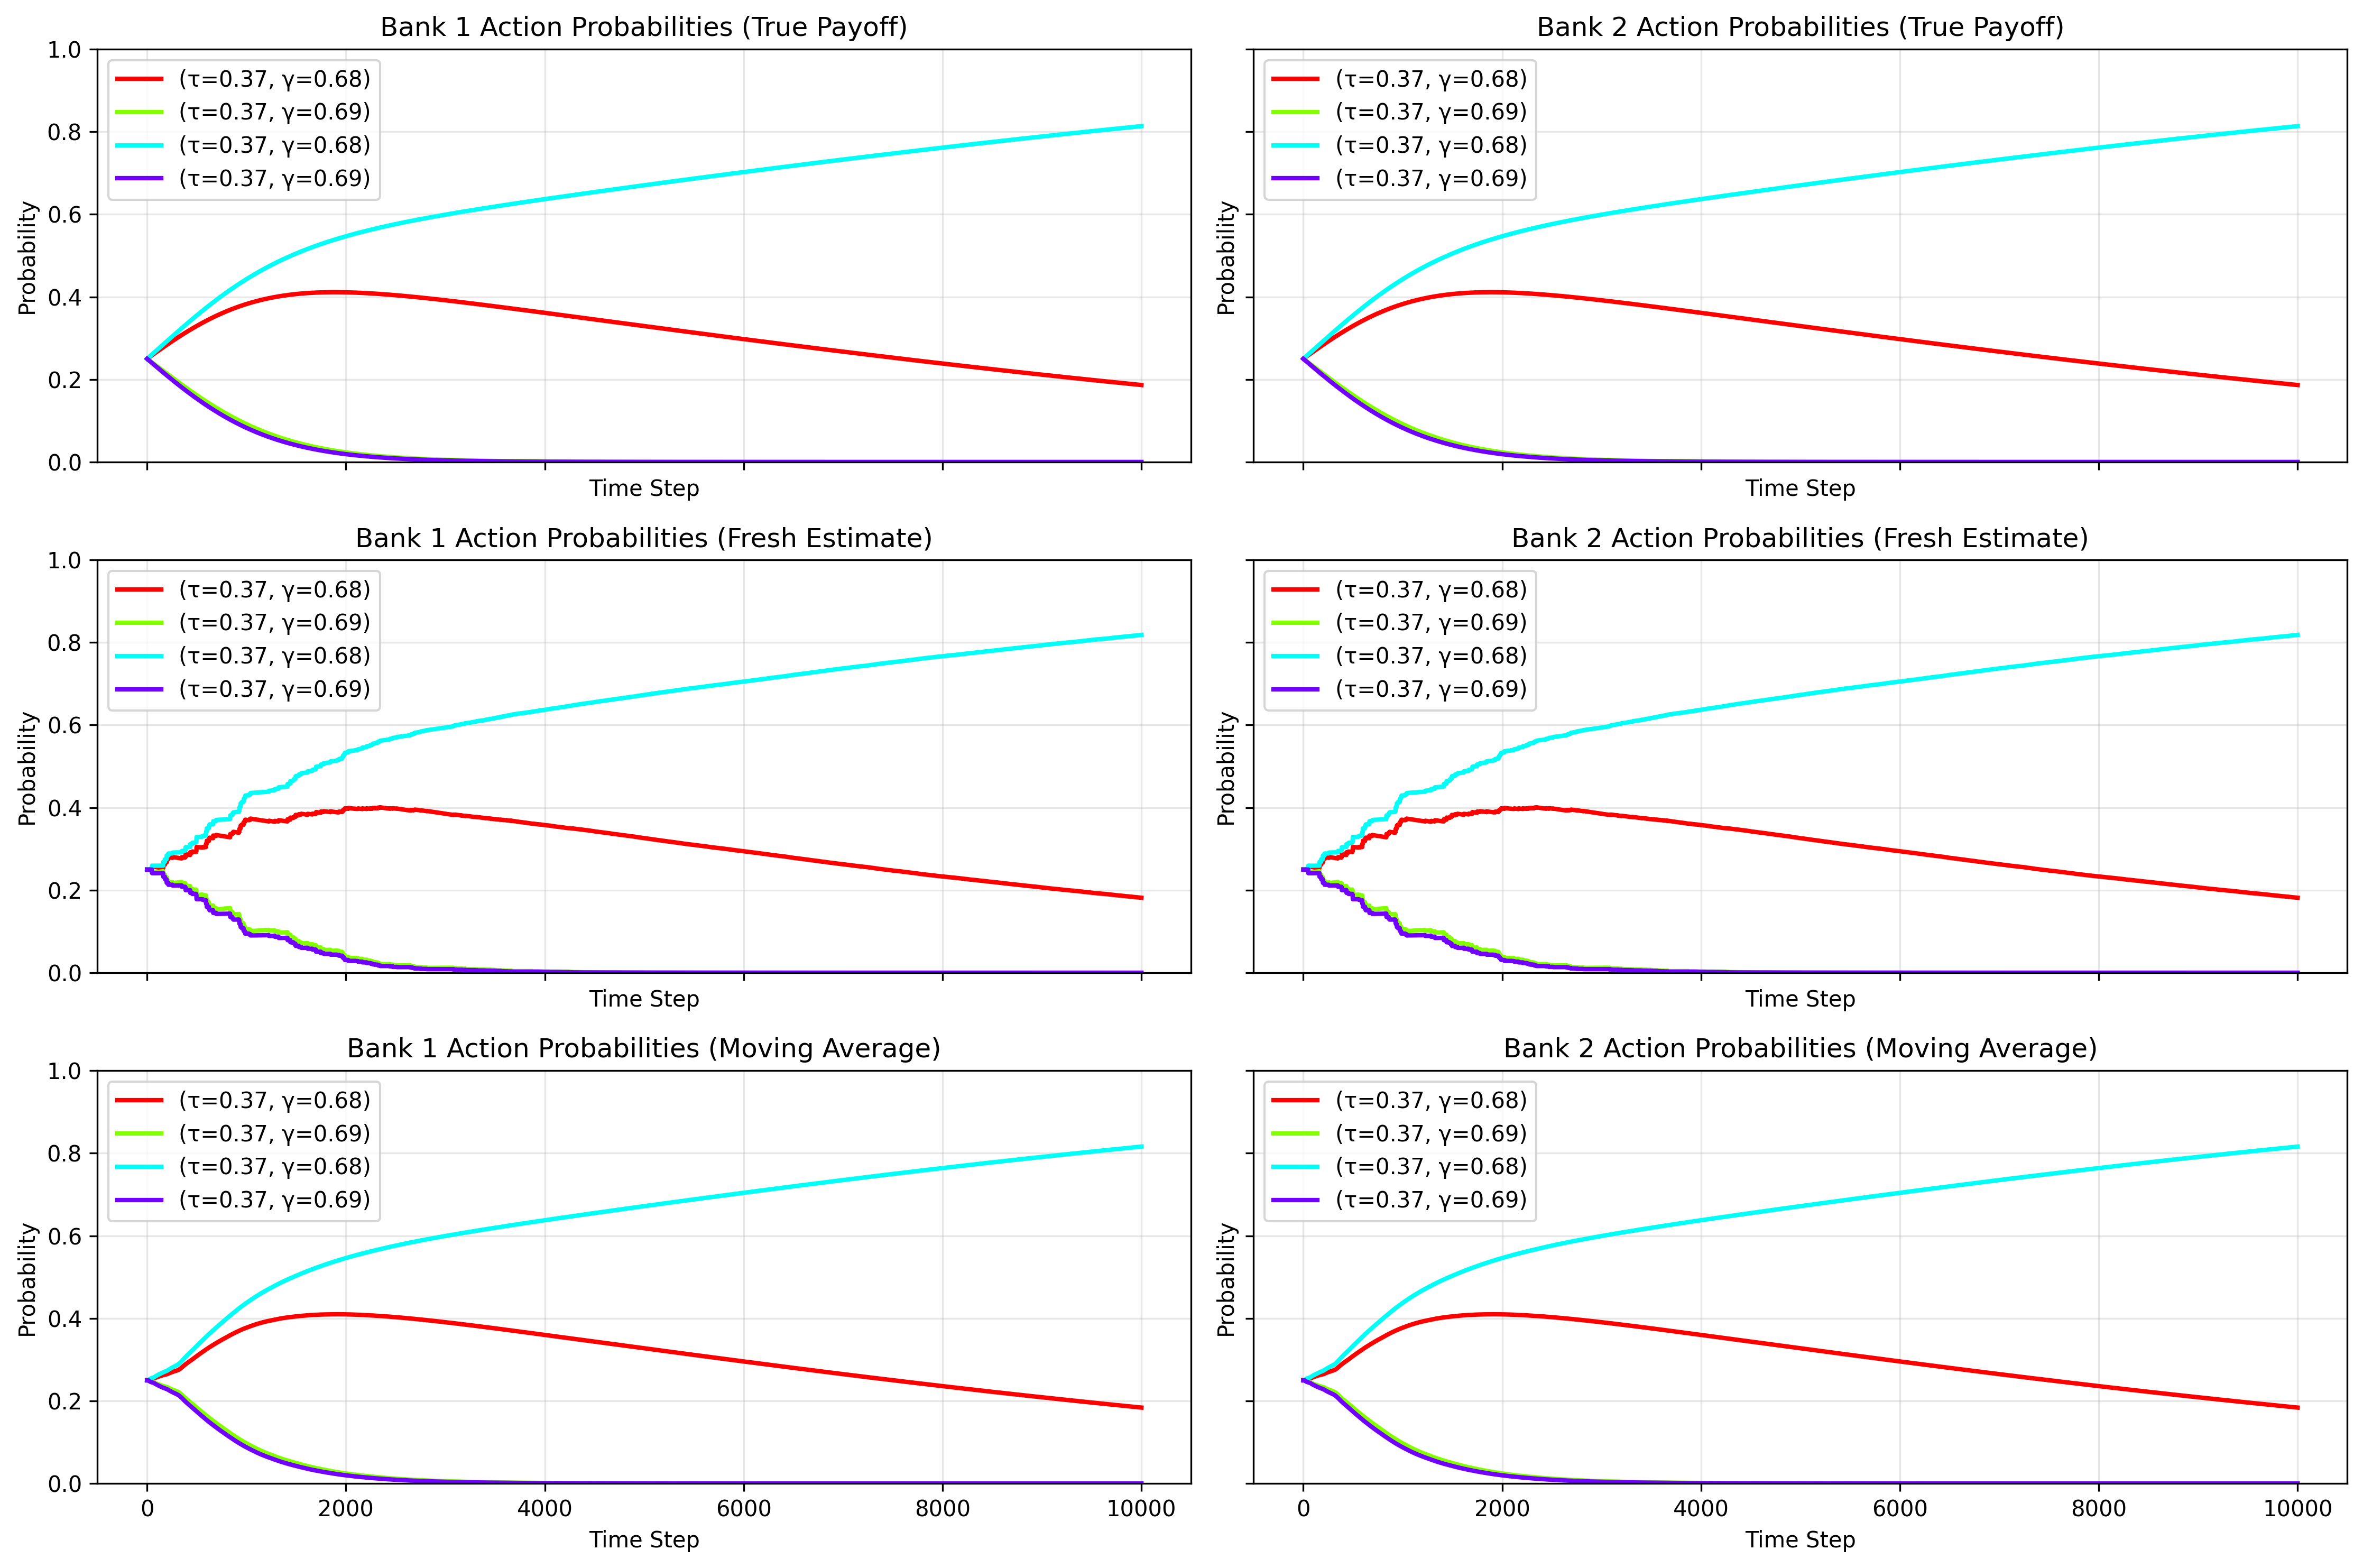 Bank 1 Action Probabilities (True Payoff)
1.0
0.8
0.6
0.4
0.2
0.0
Probability
(τ=0.37, γ=0.68)
(τ=0.37, γ=0.69)
(τ=0.37, γ=0.68)
(τ=0.37, γ=0.69)
Time Step
Bank 2 Action Probabilities (True Payoff)
Probability
(τ=0.37, γ=0.68)
(τ=0.37, γ=0.69)
(τ=0.37, γ=0.68)
(τ=0.37, γ=0.69)
Time Step
Bank 1 Action Probabilities (Fresh Estimate)
1.0
0.8
0.6
0.4
0.2
0.0
Probability
(τ=0.37, γ=0.68)
(τ=0.37, γ=0.69)
(τ=0.37, γ=0.68)
(τ=0.37, γ=0.69)
Time Step
Bank 2 Action Probabilities (Fresh Estimate)
Probability
(τ=0.37, γ=0.68)
(τ=0.37, γ=0.69)
(τ=0.37, γ=0.68)
(τ=0.37, γ=0.69)
Time Step
Bank 1 Action Probabilities (Moving Average)
1.0
0.8
0.6
0.4
0.2
0.0
Probability
(τ=0.37, γ=0.68)
(τ=0.37, γ=0.69)
(τ=0.37, γ=0.68)
(τ=0.37, γ=0.69)
0 2000 4000 6000 8000 10000
Time Step
Bank 2 Action Probabilities (Moving Average)
Probability
(τ=0.37, γ=0.68)
(τ=0.37, γ=0.69)
(τ=0.37, γ=0.68)
(τ=0.37, γ=0.69)
0 2000 4000 6000 8000 10000
Time Step